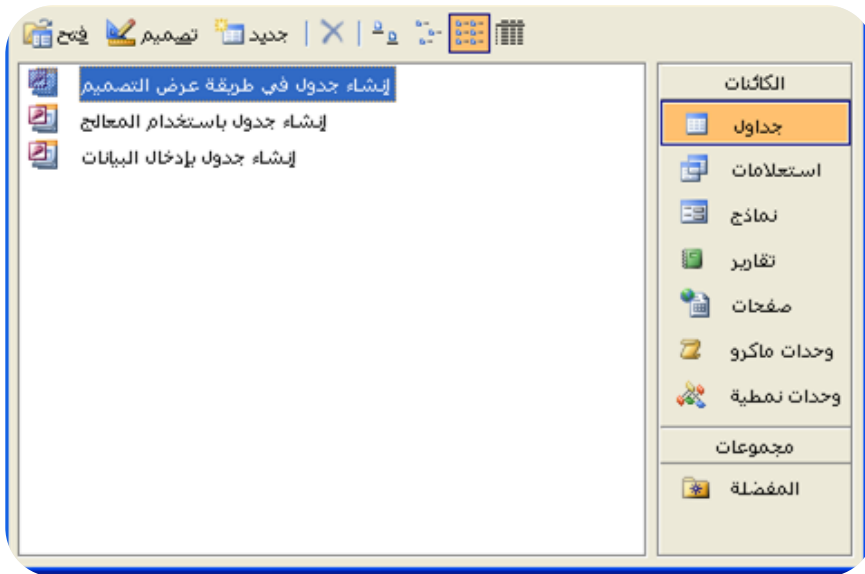 فتح تصميم جديد
إنشاء جدول في طريقة عرض التصميم
إنشاء جدول باستخدام المعالج
إنشاء جدول بإدخال البيانات
الكائنات
جداول
استعلامات
نماذج
تقارير
صفحات
وحدات ماكرو
وحدات نمطية
مجموعات
المفضلة